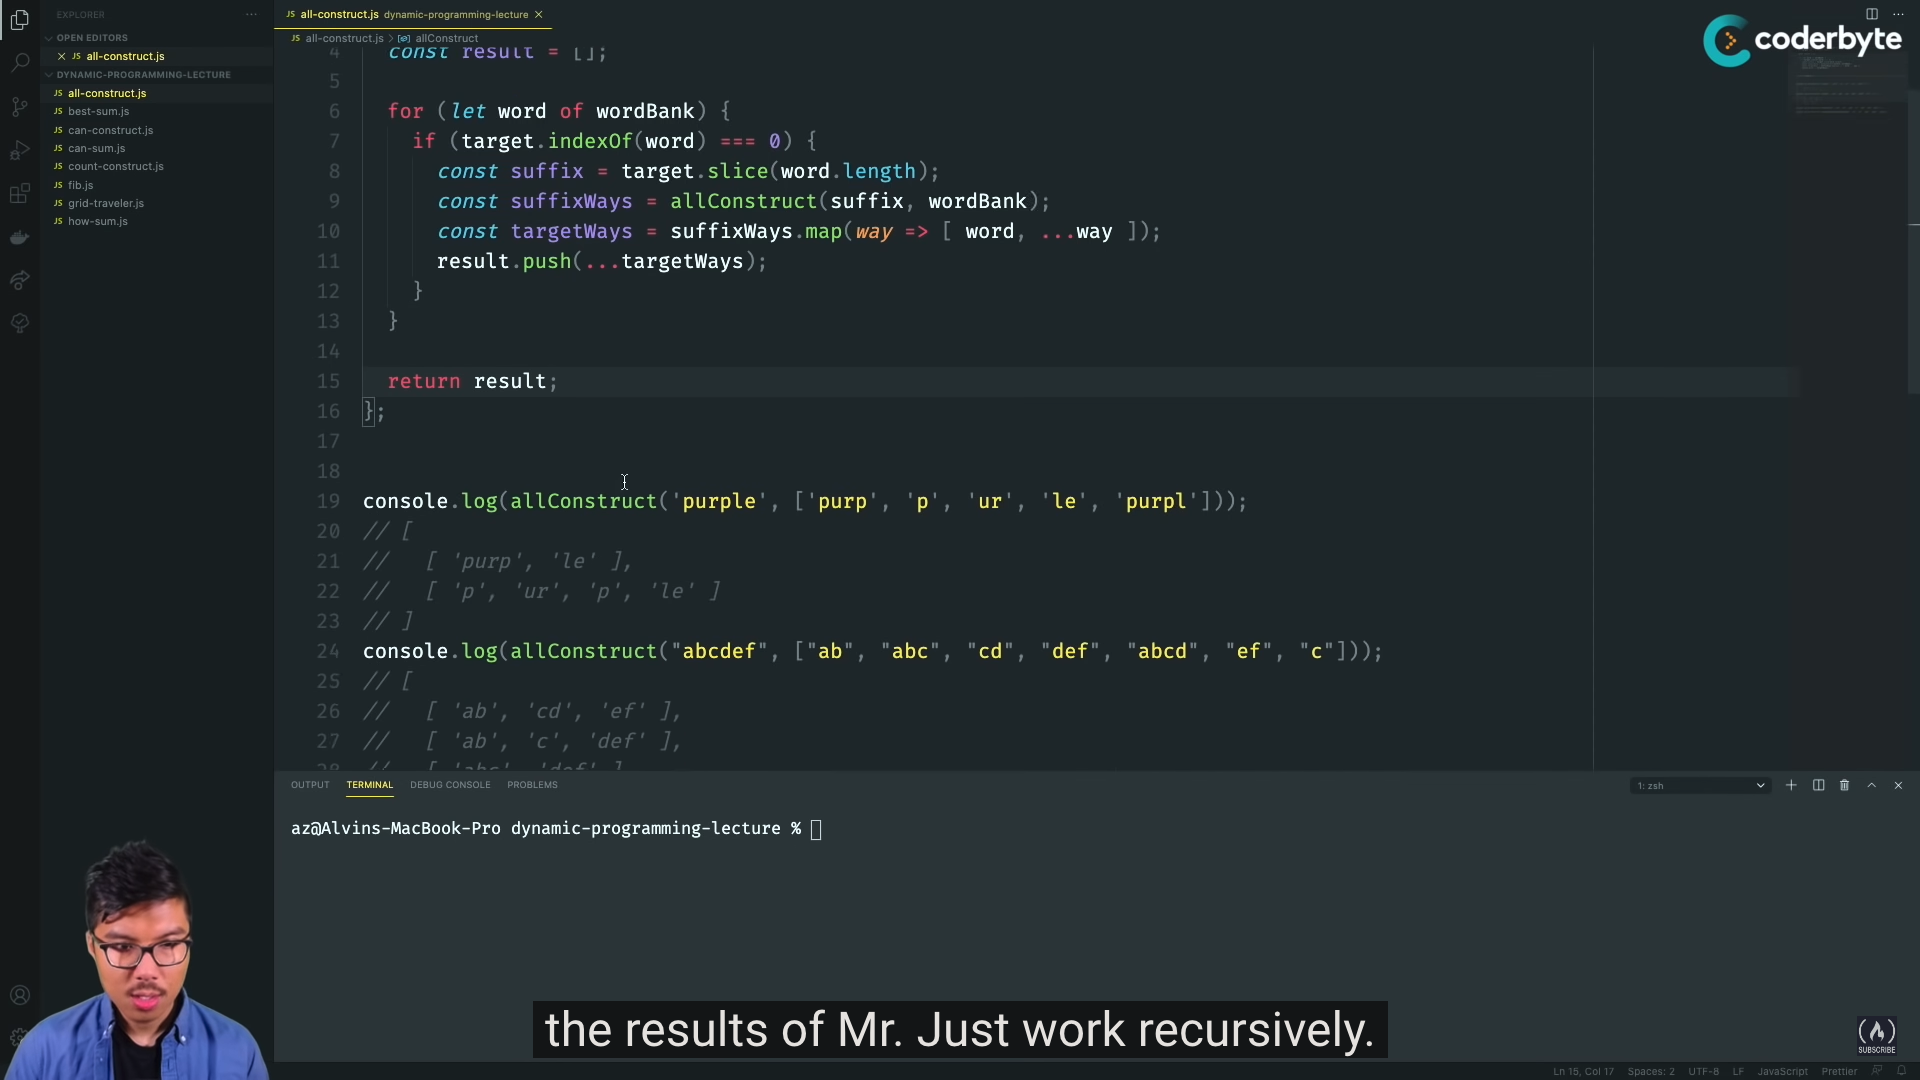 EXPLORER
OPEN EDITORS
JS all-construct.js
DYNAMIC-PROGRAMMING-LECTURE
JS all-construct.js
JS best-sum.js
JS can-construct.js
JS can-sum.js
JS count-construct.js
JS fib.js
JS grid-traveler.js
JS how-sum.js
JS all-construct.js dynamic-programming-lecture
JS all-construct.js > allConstruct
coderbyte
4 const result = [];
5
6 for (let word of wordBank) {
7 if (target.indexOf(word) === 0) {
8 const suffix = target.slice(word.length);
9 const suffixWays = allConstruct(suffix, wordBank);
10 const targetWays = suffixWays.map(way => [ word, ...way ]);
11 result.push(...targetWays);
12 }
13 }
14
15 return result;
16 };
17
18
19 console.log(allConstruct('purple', ['purp', 'p', 'ur', 'le', 'purpl']));
20 // [
21 //   [ 'purp', 'le' ],
22 //   [ 'p', 'ur', 'p', 'le' ]
23 // ]
24 console.log(allConstruct("abcdef", ["ab", "abc", "cd", "def", "abcd", "ef", "c"]));
25 // [
26 //   [ 'ab', 'cd', 'ef' ],
27 //   [ 'ab', 'c', 'def' ],
28 //   [ 'abc', 'def' ]
OUTPUT TERMINAL DEBUG CONSOLE PROBLEMS
1: zsh
az@Alvins-MacBook-Pro dynamic-programming-lecture %
the results of Mr. Just work recursively.
SUBSCRIBE
Ln 15, Col 17 Spaces: 2 UTF-8 LF JavaScript Prettier